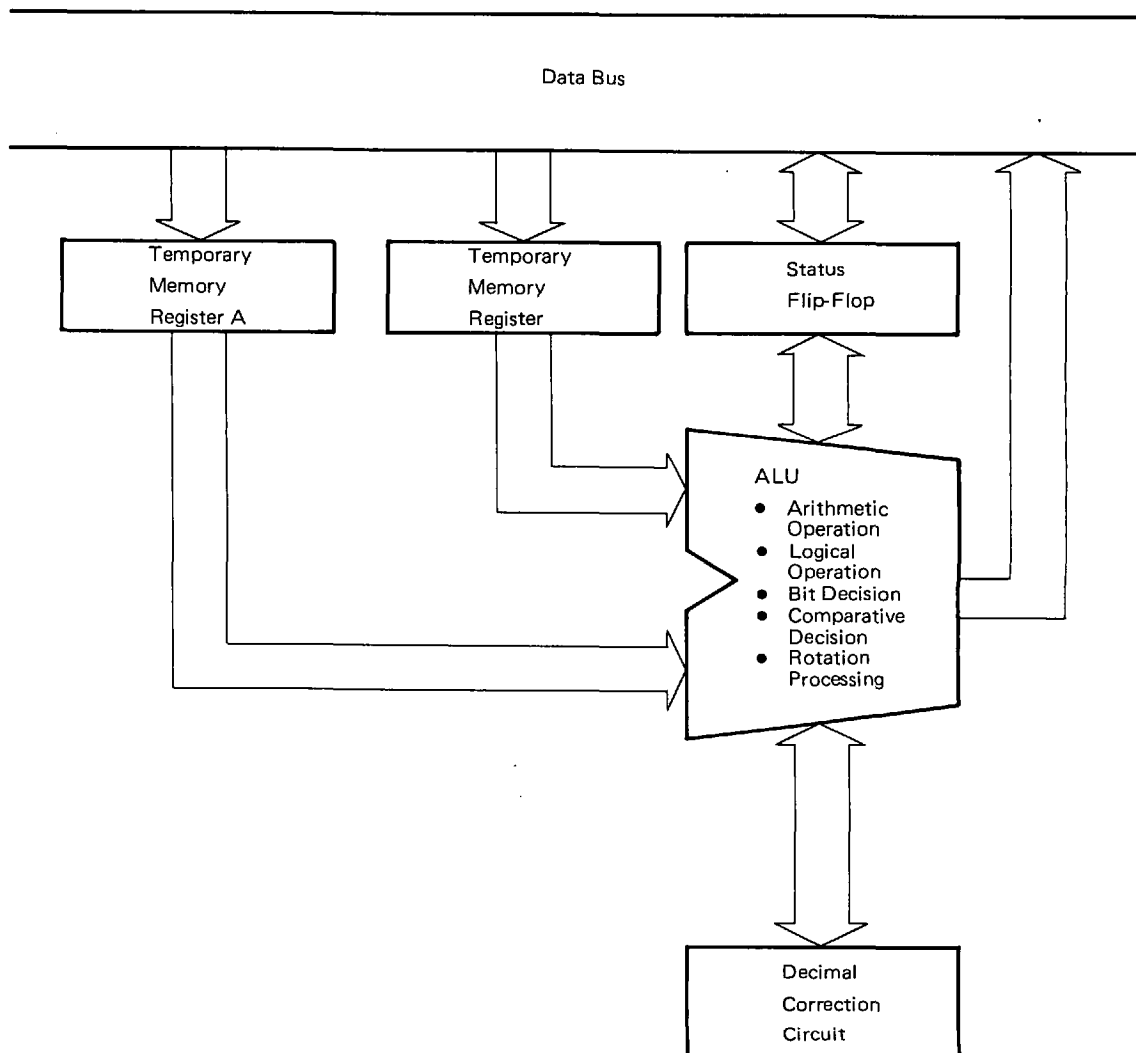 Data Bus
Temporary
Memory
Register A
Temporary
Memory
Register
Status
Flip-Flop
ALU
● Arithmetic
Operation
● Logical
Operation
● Bit Decision
● Comparative
Decision
● Rotation
Processing
Decimal
Correction
Circuit